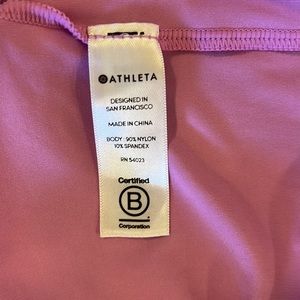 ATHLETA
DESIGNED IN
SAN FRANCISCO
MADE IN CHINA
BODY: 90% NYLON
10% SPANDEX
RN 54023
Certified
B
Corporation